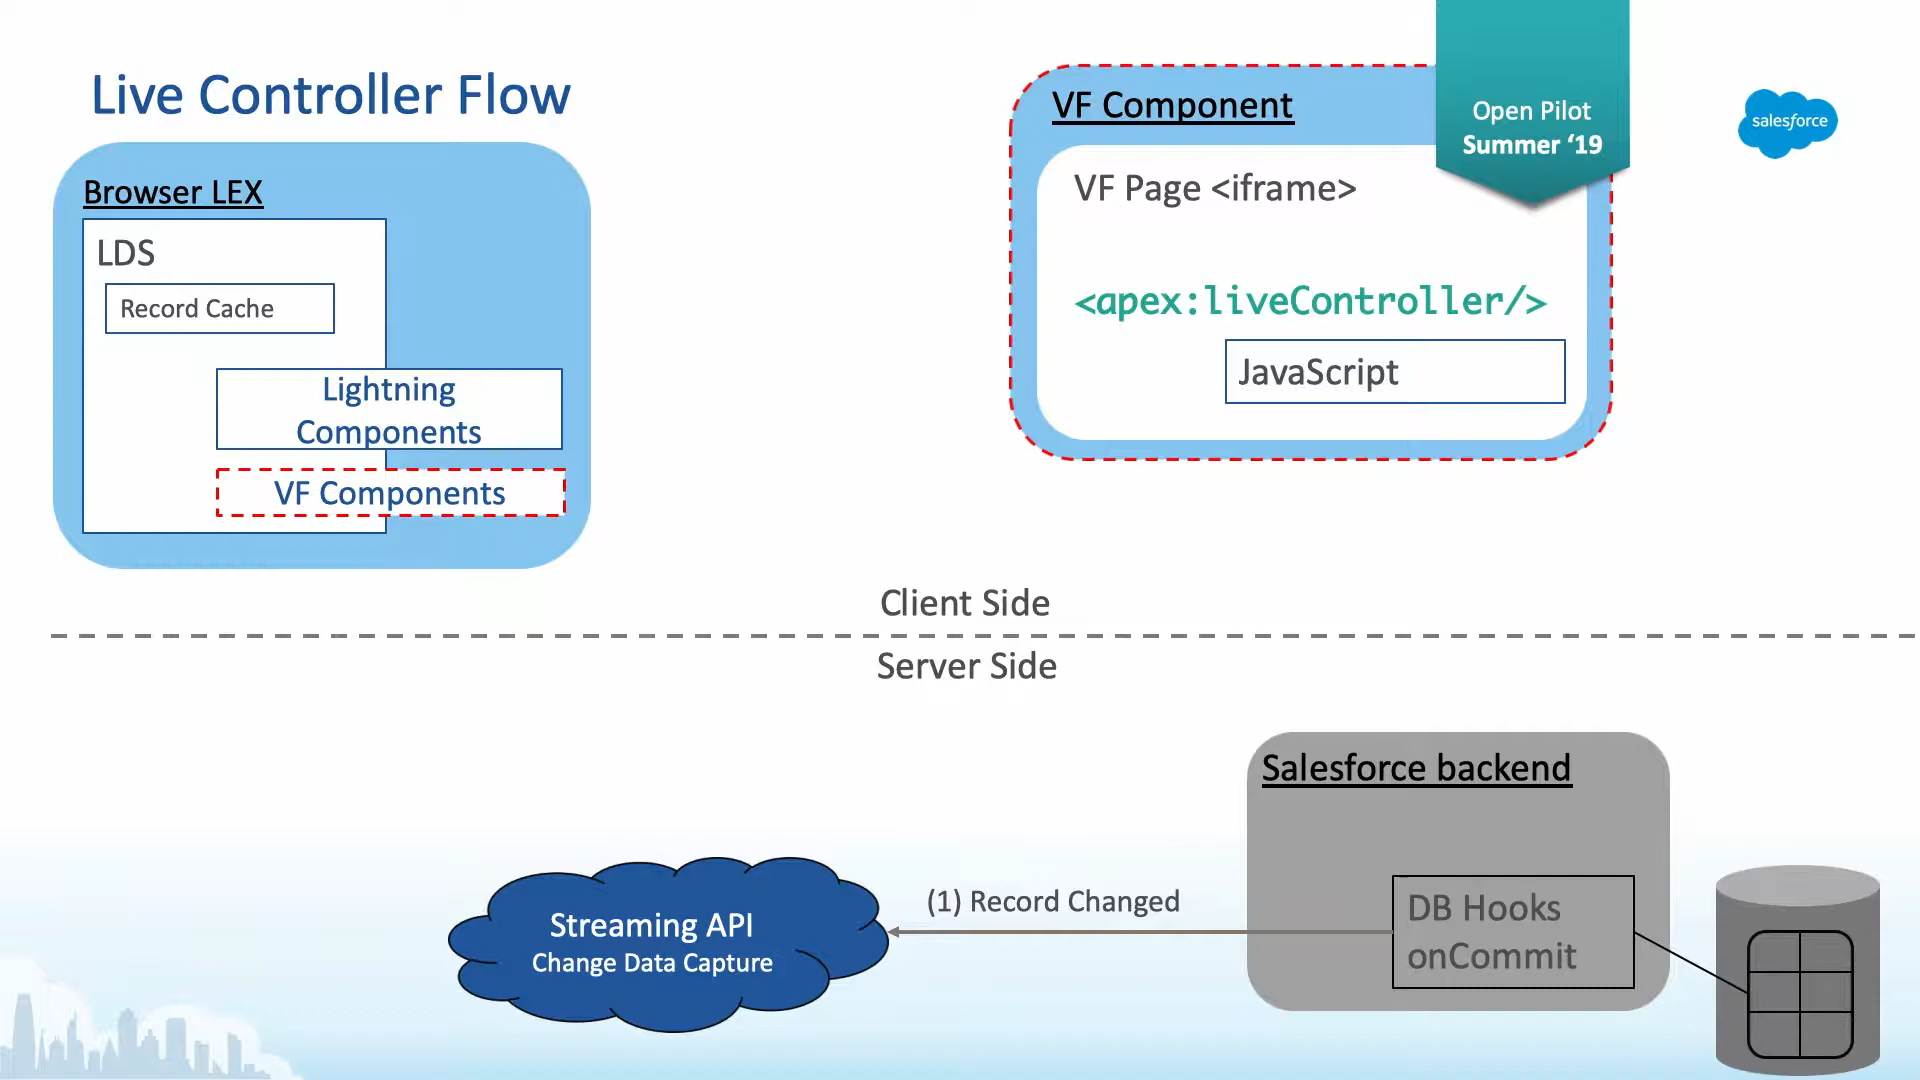 Live Controller Flow
Browser LEX
LDS
Record Cache
Lightning
Components
VF Components
VF Component
VF Page <iframe>
<apex:liveController/>
JavaScript
Open Pilot
Summer ‘19
salesforce
Client Side
Server Side
Streaming API
Change Data Capture
(1) Record Changed
Salesforce backend
DB Hooks
onCommit